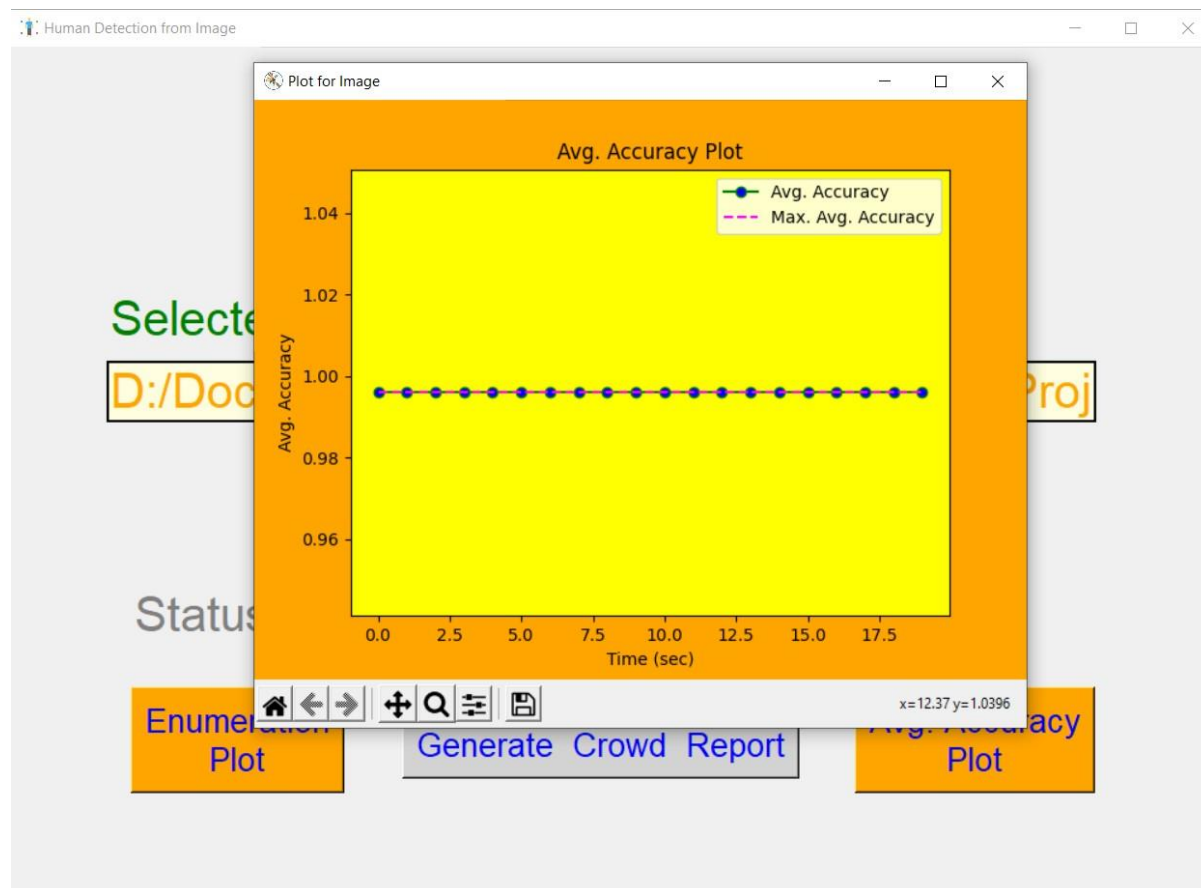 Human Detection from Image
Plot for Image
Avg. Accuracy Plot
Avg. Accuracy
Max. Avg. Accuracy
1.04
1.02
1.00
0.98
0.96
Avg. Accuracy
0.0 2.5 5.0 7.5 10.0 12.5 15.0 17.5
Time (sec)
x=12.37 y=1.0396
Selecte
D:/Doc
Proj
Status
Enumeration
Plot
Generate Crowd Report
Avg. Accuracy
Plot